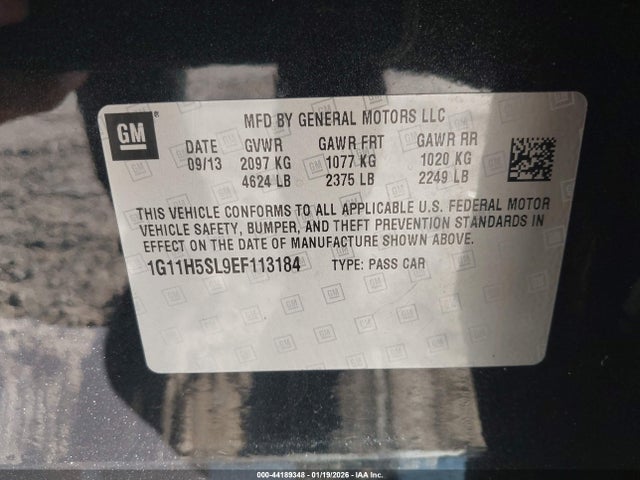 GM
MFD BY GENERAL MOTORS LLC
DATE GVWR GAWR FRT GAWR RR
09/13 2097 KG 1077 KG 1020 KG
4624 LB 2375 LB 2249 LB
THIS VEHICLE CONFORMS TO ALL APPLICABLE U.S. FEDERAL MOTOR
VEHICLE SAFETY, BUMPER, AND THEFT PREVENTION STANDARDS IN
EFFECT ON THE DATE OF MANUFACTURE SHOWN ABOVE.
1G11H5SL9EF113184 TYPE: PASS CAR
000-44189348 - 01/19/2026 - IAA Inc.